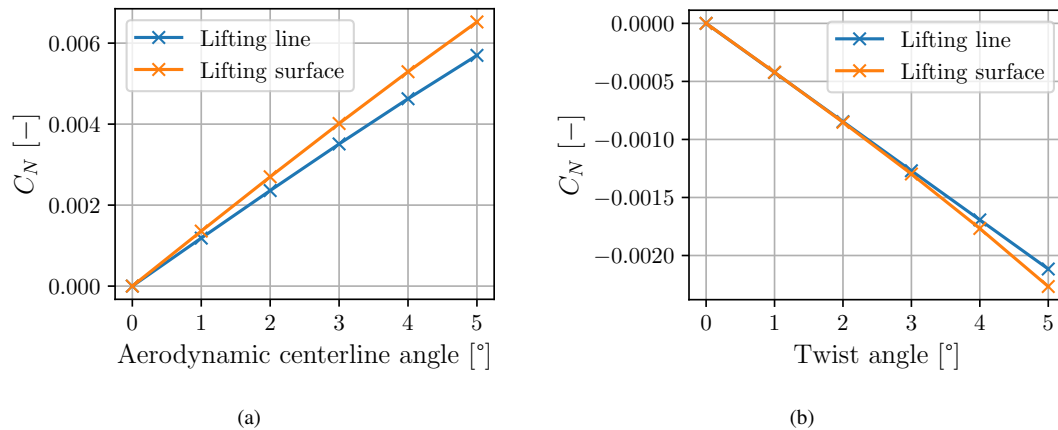 Lifting line
Lifting surface
0.006
0.004
0.002
0.000
C_N [−]
0 1 2 3 4 5
Aerodynamic centerline angle [°]
(a)
Lifting line
Lifting surface
0.0000
−0.0005
−0.0010
−0.0015
−0.0020
C_N [−]
0 1 2 3 4 5
Twist angle [°]
(b)